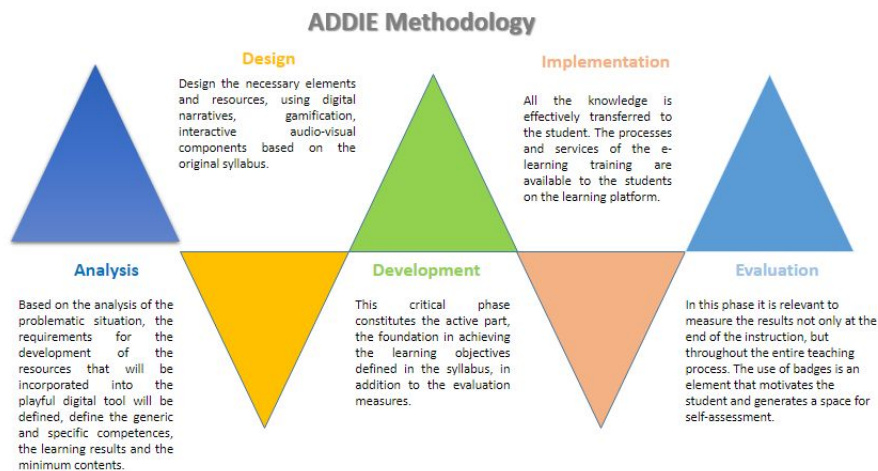 ADDIE Methodology
Design
Design the necessary elements
and resources, using digital
narratives, gamification,
interactive audio-visual
components based on the
original syllabus.
Implementation
All the knowledge is
effectively transferred to
the student. The processes
and services of the e-
learning training are
available to the students
on the learning platform.
Analysis
Based on the analysis of the
problematic situation, the
requirements for the
development of the
resources that will be
incorporated into the
playful digital tool will be
defined, define the generic
and specific competences,
the learning results and the
minimum contents.
Development
This critical phase
constitutes the active part,
the foundation in achieving
the learning objectives
defined in the syllabus, in
addition to the evaluation
measures.
Evaluation
In this phase it is relevant to
measure the results not only at the
end of the instruction, but
throughout the entire teaching
process. The use of badges is an
element that motivates the
student and generates a space for
self-assessment.